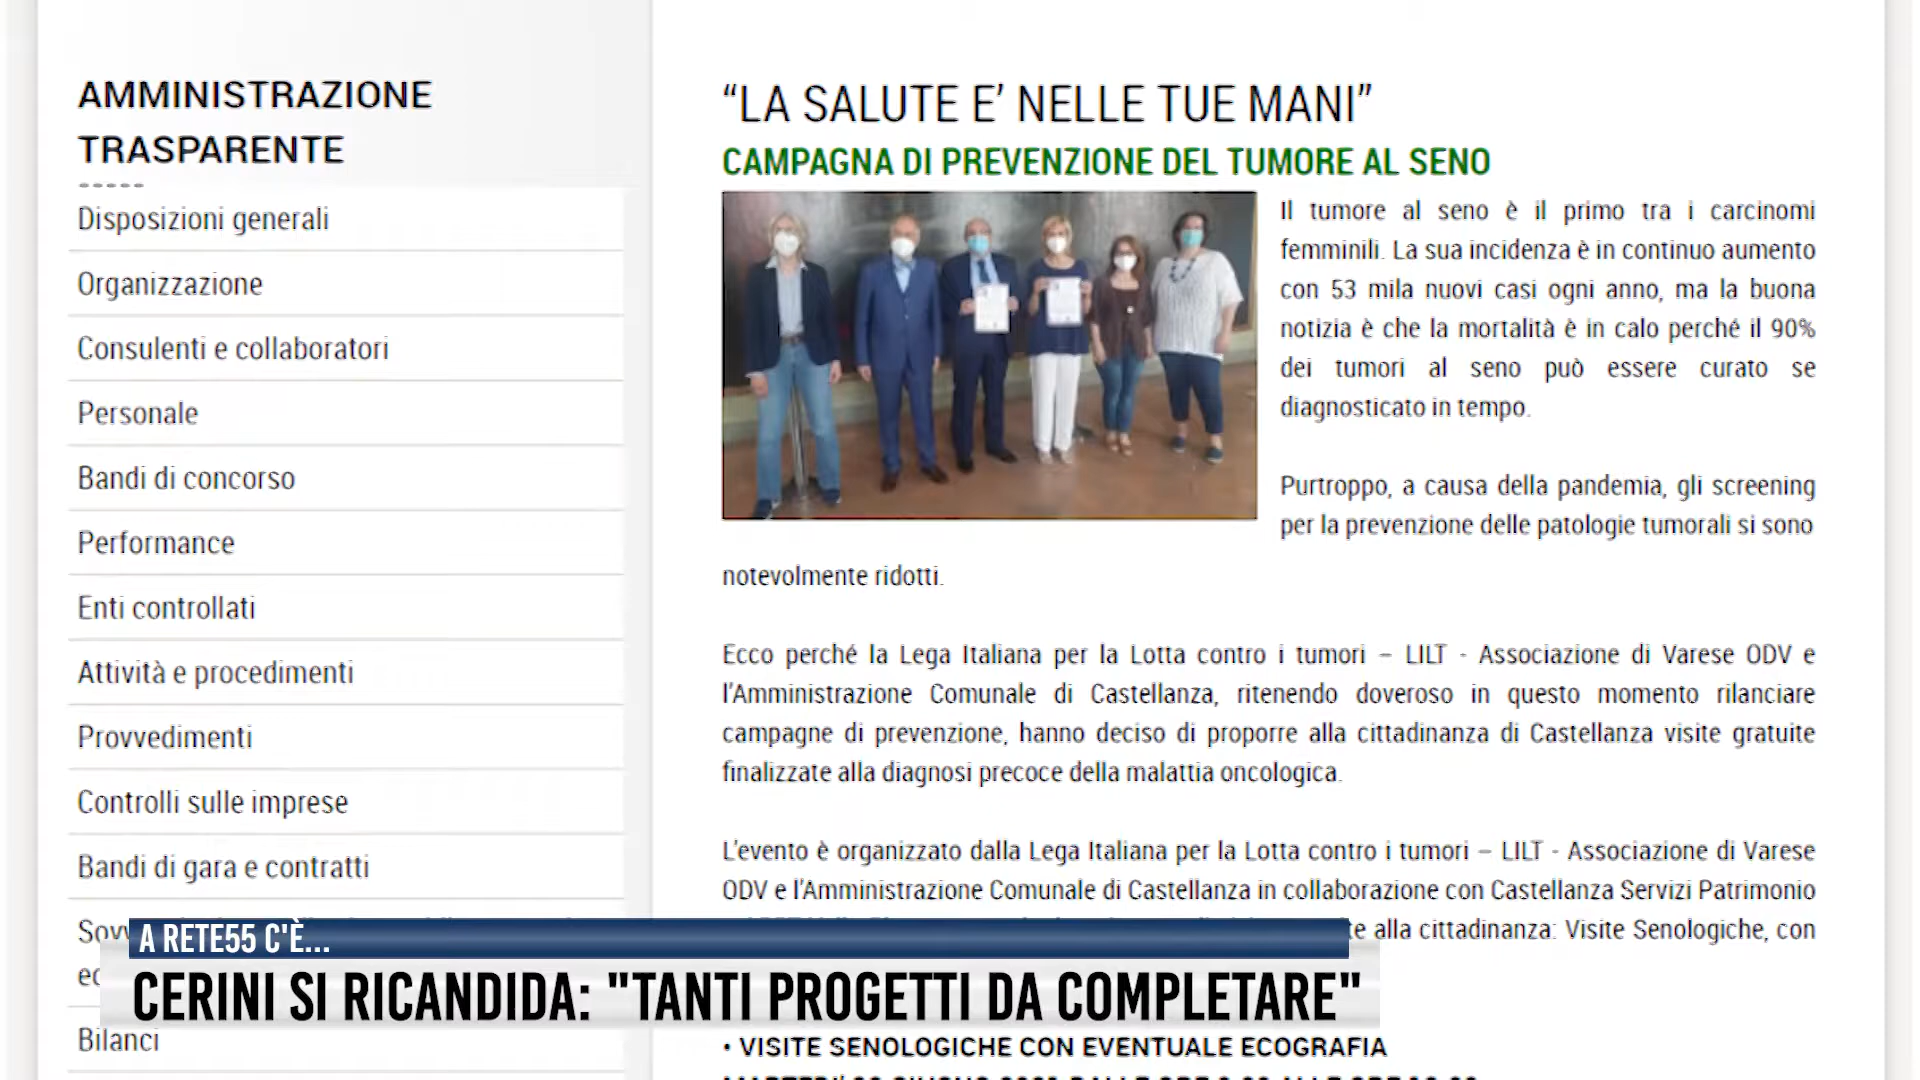 AMMINISTRAZIONE
TRASPARENTE
Disposizioni generali
Organizzazione
Consulenti e collaboratori
Personale
Bandi di concorso
Performance
Enti controllati
Attività e procedimenti
Provvedimenti
Controlli sulle imprese
Bandi di gara e contratti
Bilanci
“LA SALUTE E’ NELLE TUE MANI”
CAMPAGNA DI PREVENZIONE DEL TUMORE AL SENO
Il tumore al seno è il primo tra i carcinomi
femminili. La sua incidenza è in continuo aumento
con 53 mila nuovi casi ogni anno, ma la buona
notizia è che la mortalità è in calo perché il 90%
dei tumori al seno può essere curato se
diagnosticato in tempo.
Purtroppo, a causa della pandemia, gli screening
per la prevenzione delle patologie tumorali si sono
notevolmente ridotti.
Ecco perché la Lega Italiana per la Lotta contro i tumori – LILT - Associazione di Varese ODV e
l'Amministrazione Comunale di Castellanza, ritenendo doveroso in questo momento rilanciare
campagne di prevenzione, hanno deciso di proporre alla cittadinanza di Castellanza visite gratuite
finalizzate alla diagnosi precoce della malattia oncologica.
L'evento è organizzato dalla Lega Italiana per la Lotta contro i tumori – LILT - Associazione di Varese
ODV e l'Amministrazione Comunale di Castellanza in collaborazione con Castellanza Servizi Patrimonio
alla cittadinanza: Visite Senologiche, con
• VISITE SENOLOGICHE CON EVENTUALE ECOGRAFIA
A RETE55 C'È...
CERINI SI RICANDIDA: "TANTI PROGETTI DA COMPLETARE"